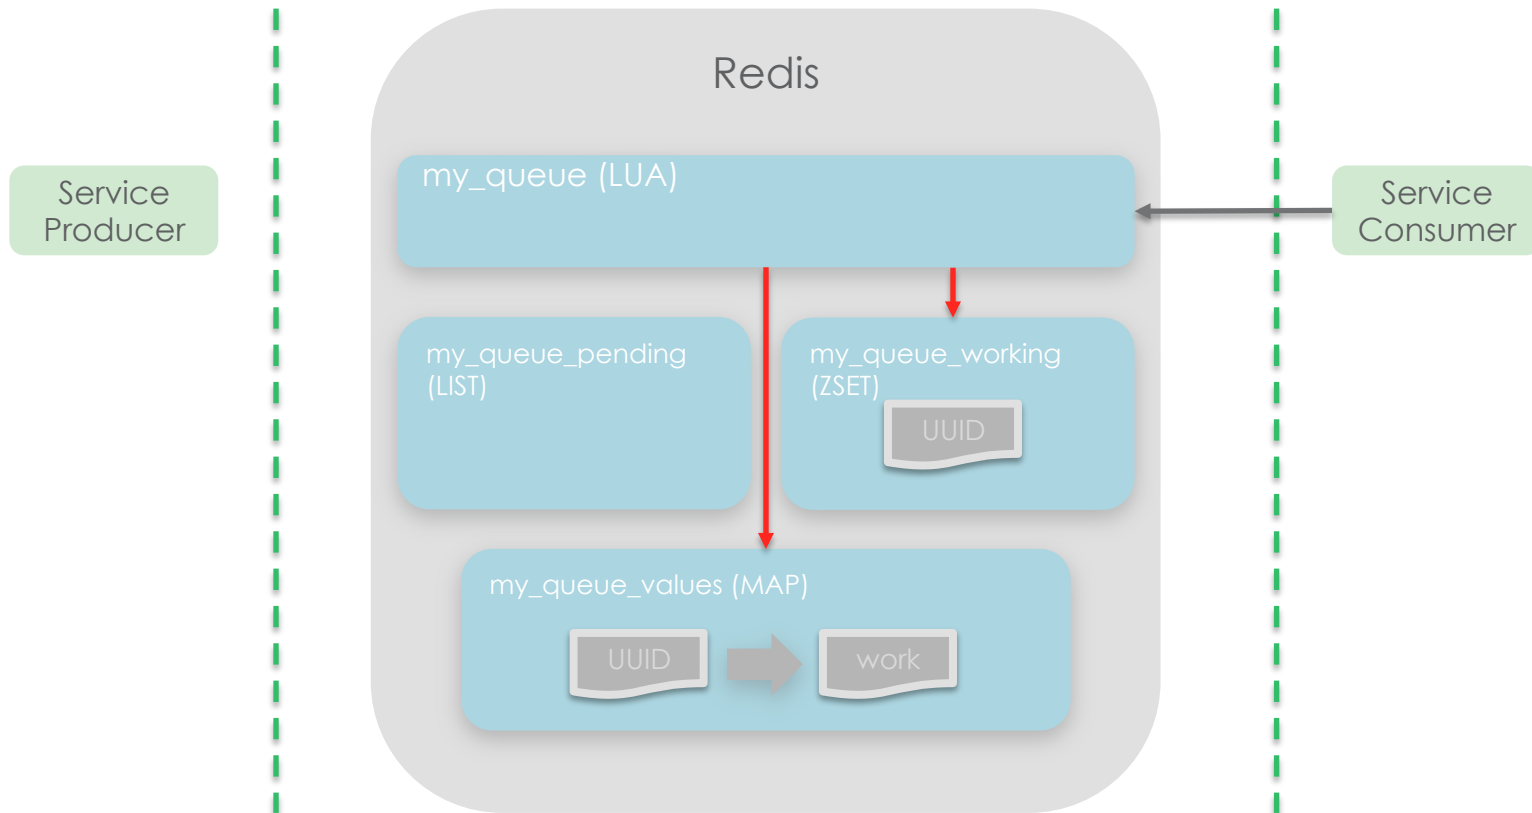 Redis
my_queue (LUA)
Service
Producer
Service
Consumer
my_queue_pending
(LIST)
my_queue_working
(ZSET)
UUID
my_queue_values (MAP)
UUID
work